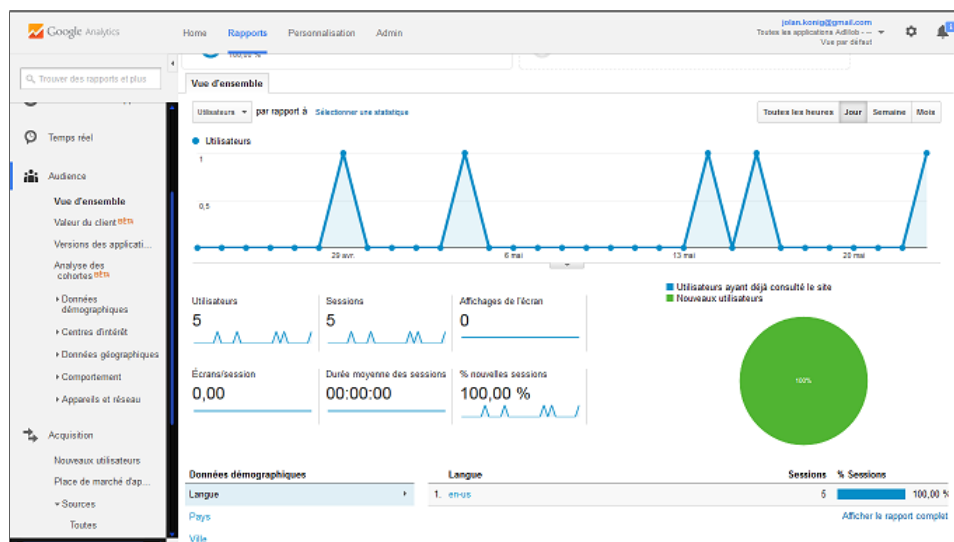 Google Analytics
Home
Rapports
Personnalisation
Admin
jolan.konig@gmail.com
Toutes les applications AdMob - --
Vue par défaut
1
100,00 %
Trouver des rapports et plus
Temps réel
Audience
Vue d'ensemble
Valeur du client BÊTA
Versions des applicati...
Analyse des
cohortes BÊTA
Données
démographiques
Centres d'intérêt
Données géographiques
Comportement
Appareils et réseau
Acquisition
Nouveaux utilisateurs
Place de marché d'ap...
Sources
Toutes
Vue d'ensemble
Utilisateurs par rapport à Sélectionner une statistique
Toutes les heures Jour Semaine Mois
Utilisateurs
1
0,5
29 avr. 6 mai 13 mai 20 mai
Utilisateurs ayant déjà consulté le site
Nouveaux utilisateurs
100%
Utilisateurs
5
Sessions
5
Affichages de l'écran
0
Écrans/session
0,00
Durée moyenne des sessions
00:00:00
% nouvelles sessions
100,00 %
Données démographiques
Langue
Pays
Ville
Langue Sessions % Sessions
1. en-us 5 100,00 %
Afficher le rapport complet